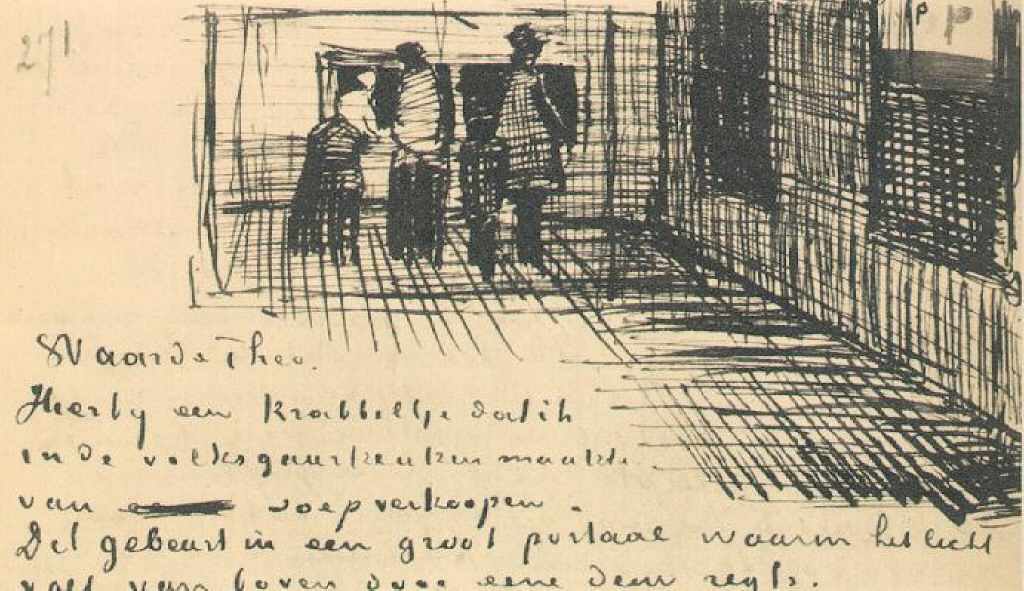 271
P P
Waarde Theo.
Hierby een krabbeltje dat ik
in de volksgaarkeuken maakte
van soepverkoopen.
Dit gebeurt in een groot portaal waarin het licht
valt van boven door eene deur regts.